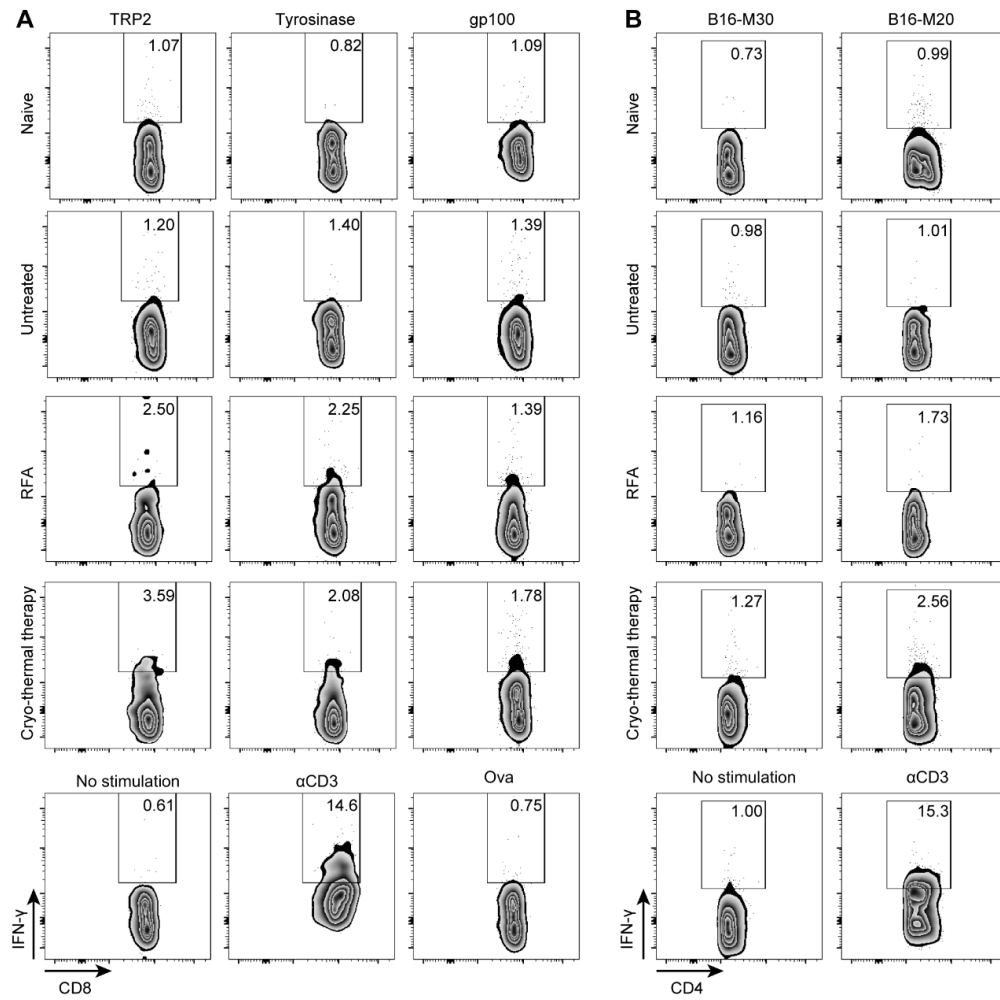 A
TRP2
Tyrosinase
gp100
B
B16-M30
B16-M20
Naive
1.07
0.82
1.09
0.73
0.99
Untreated
1.20
1.40
1.39
0.98
1.01
RFA
2.50
2.25
1.39
1.16
1.73
Cryo-thermal therapy
3.59
2.08
1.78
1.27
2.56
No stimulation
αCD3
Ova
No stimulation
αCD3
0.61
14.6
0.75
1.00
15.3
IFN-γ
CD8
IFN-γ
CD4